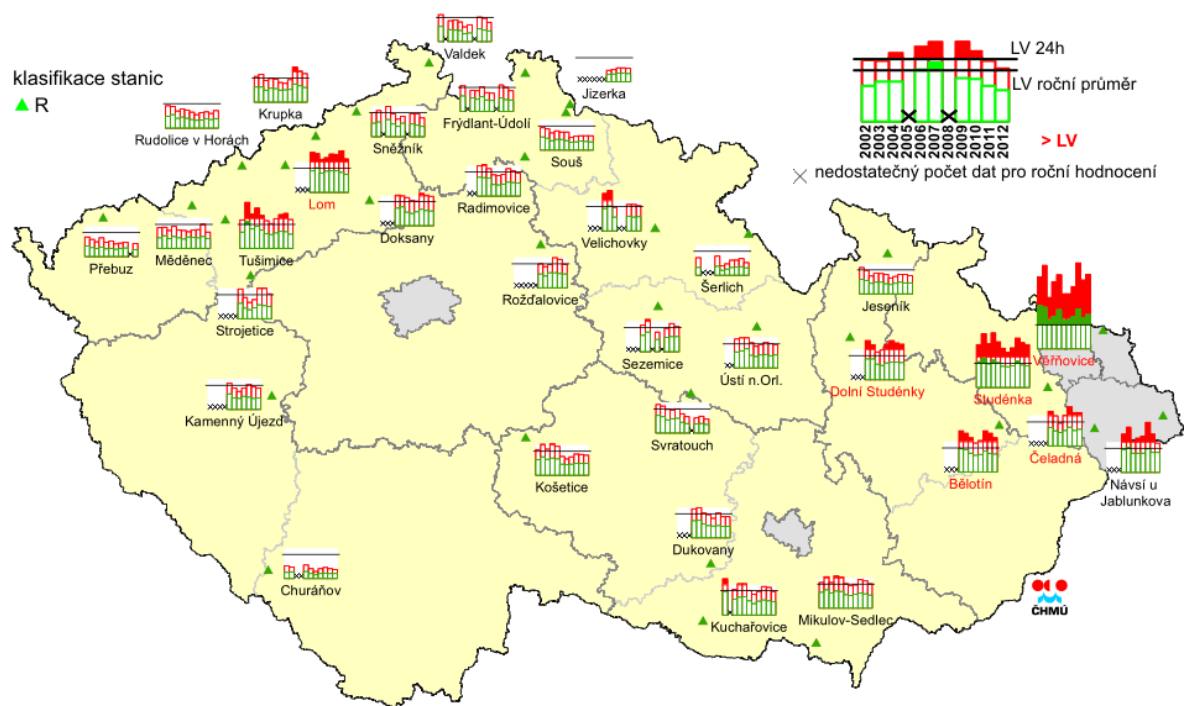 klasifikace stanic
R
LV 24h
LV roční průměr
2002
2003
2004
2005
2006
2007
2008
2009
2010
2011
2012
> LV
nedostatečný počet dat pro roční hodnocení
Valdek
Jizerka
Krupka
Rudolice v Horách
Sněžník
Frýdlant-Údolí
Souš
Lom
Radimovice
Doksany
Velichovky
Přebuz
Měděnec
Tušimice
Šerlich
Rožďalovice
Jeseník
Strojetice
Sezemice
Ústí n.Orl.
Dolní Studénky
Věřňovice
Studénka
Kamenný Újezd
Svratouch
Čeladná
Košetice
Bělotín
Návsí u
Jablunkova
Dukovany
Churáňov
Kuchařovice
Mikulov-Sedlec
ČHMÚ